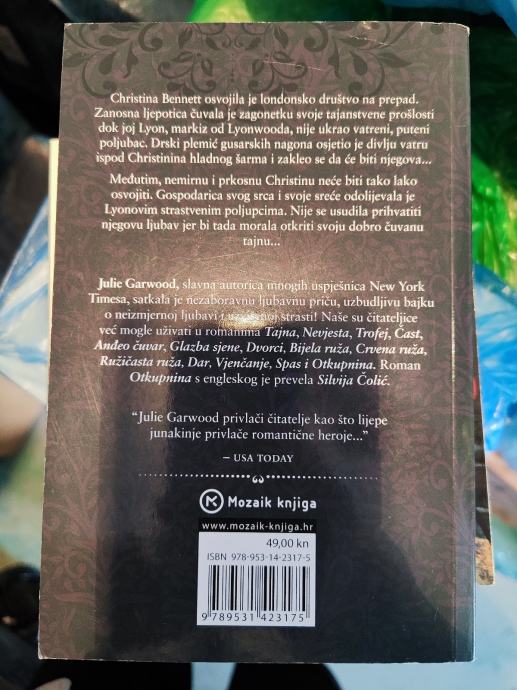 Christina Bennett osvojila je londonsko društvo na prepad.
Zanosna ljepotica čuvala je zagonetku svoje tajanstvene prošlosti
dok joj Lyon, markiz od Lyonwooda, nije ukrao vatreni, puteni
poljubac. Drski plemić gusarskih nagona osjetio je divlju vatru
ispod Christinina hladnog šarma i zakleo se da će biti njegova...
Međutim, nemirnu i prkosnu Christinu neće biti tako lako
osvojiti. Gospodarica svog srca i svoje sreće odolijevala je
Lyonovim strastvenim poljupcima. Nije se usudila prihvatiti
njegovu ljubav jer bi tada morala otkriti svoju dobro čuvanu
tajnu...
Julie Garwood, slavna autorica mnogih uspješnica New York
Timesa, satkala je nezaboravnu ljubavnu priču, uzbudljivu bajku
o neizmjernoj ljubavi i strasti! Naše su čitateljice
već mogle uživati u romanima Tajna, Nevjesta, Trofej, Čast,
Anđeo čuvar, Glazba sjene, Dvorci, Bijela ruža, Crvena ruža,
Ružičasta ruža, Dar, Vjenčanje, Spas i Otkupnina. Roman
Otkupnina s engleskog je prevela Silvija Čolić.
“Julie Garwood privlači čitatelje kao što lijepe
junakinje privlače romantične heroje...”
– USA TODAY
Mozaik knjiga
www.mozaik-knjiga.hr
49,00 kn
ISBN 978-953-14-2317-5
9 789531 423175